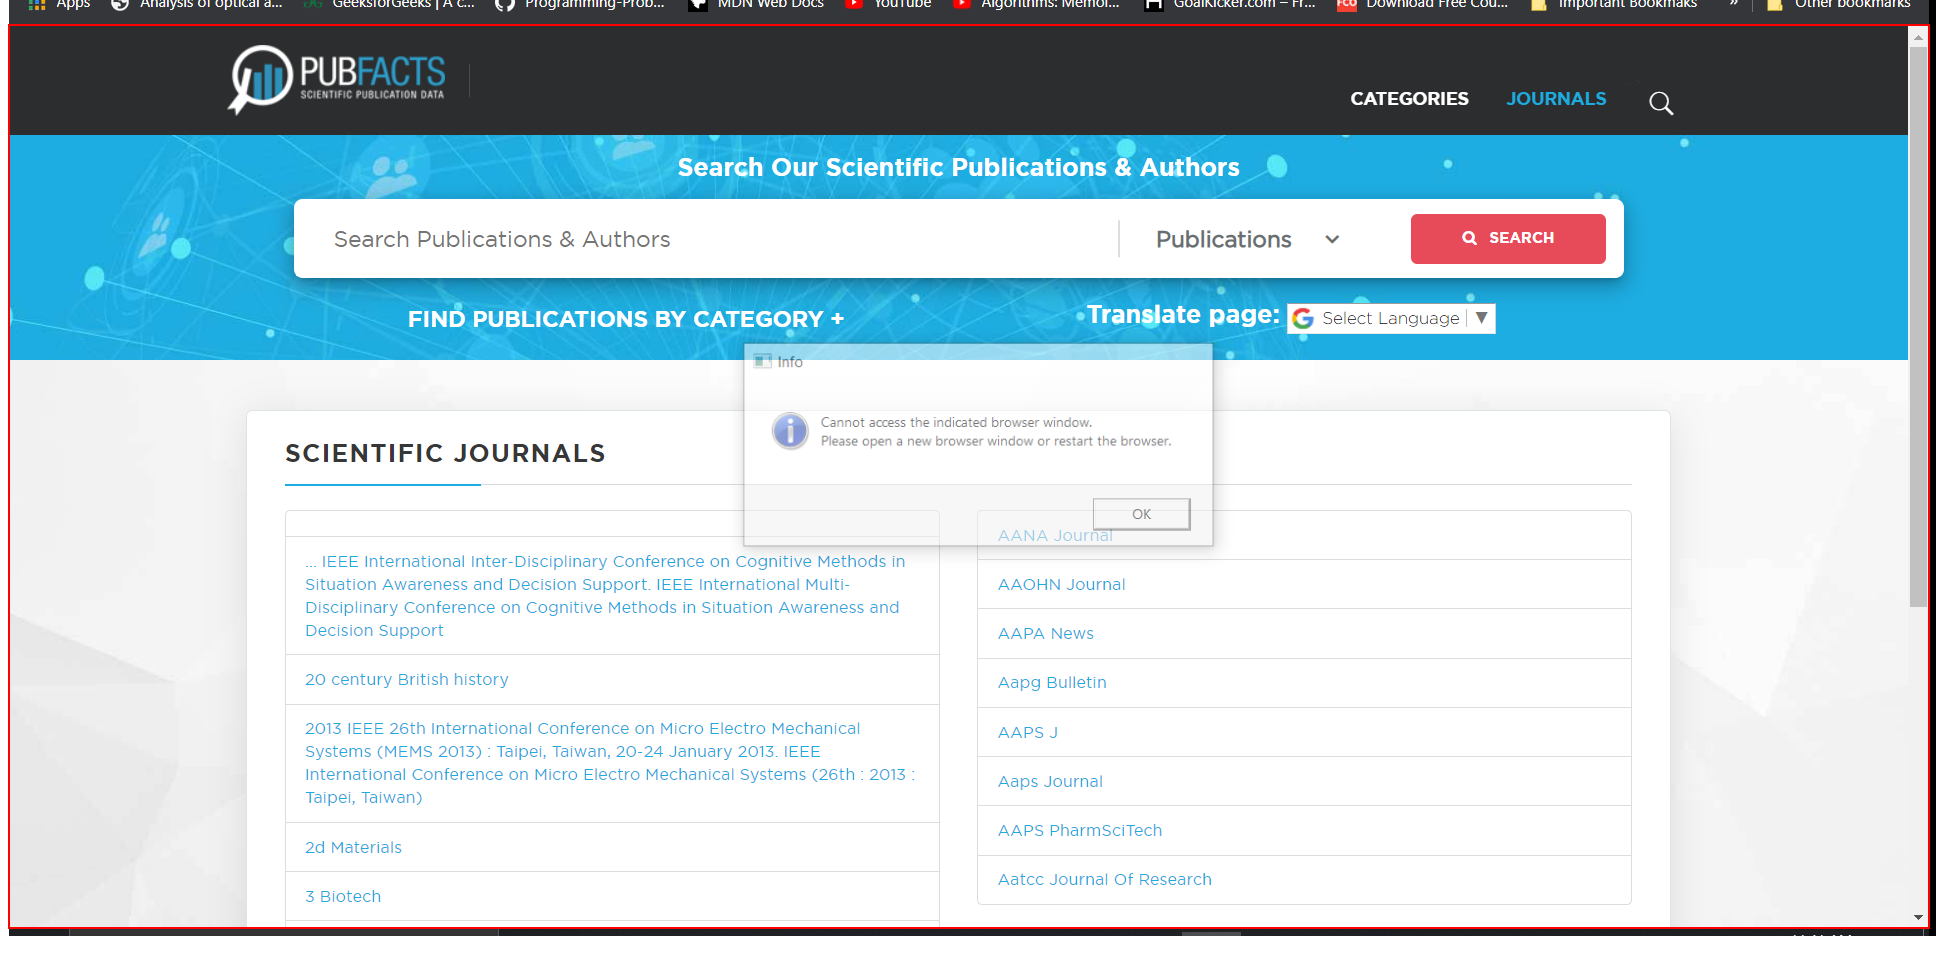 Apps Analysis of optical a... GeeksforGeeks | A c... Programming-Prob... MDN Web Docs YouTube Algorithms: Memoi... GoalKicker.com – Fr... Download Free Cou... Important Bookmaks » Other bookmarks
PUBFACTS
SCIENTIFIC PUBLICATION DATA
CATEGORIES JOURNALS
Search Our Scientific Publications & Authors
Search Publications & Authors Publications SEARCH
FIND PUBLICATIONS BY CATEGORY + Translate page: Select Language ▼
Info
Cannot access the indicated browser window.
Please open a new browser window or restart the browser.
OK
SCIENTIFIC JOURNALS
... IEEE International Inter-Disciplinary Conference on Cognitive Methods in
Situation Awareness and Decision Support. IEEE International Multi-
Disciplinary Conference on Cognitive Methods in Situation Awareness and
Decision Support
20 century British history
2013 IEEE 26th International Conference on Micro Electro Mechanical
Systems (MEMS 2013) : Taipei, Taiwan, 20-24 January 2013. IEEE
International Conference on Micro Electro Mechanical Systems (26th : 2013 :
Taipei, Taiwan)
2d Materials
3 Biotech
AANA Journal
AAOHN Journal
AAPA News
Aapg Bulletin
AAPS J
Aaps Journal
AAPS PharmSciTech
Aatcc Journal Of Research